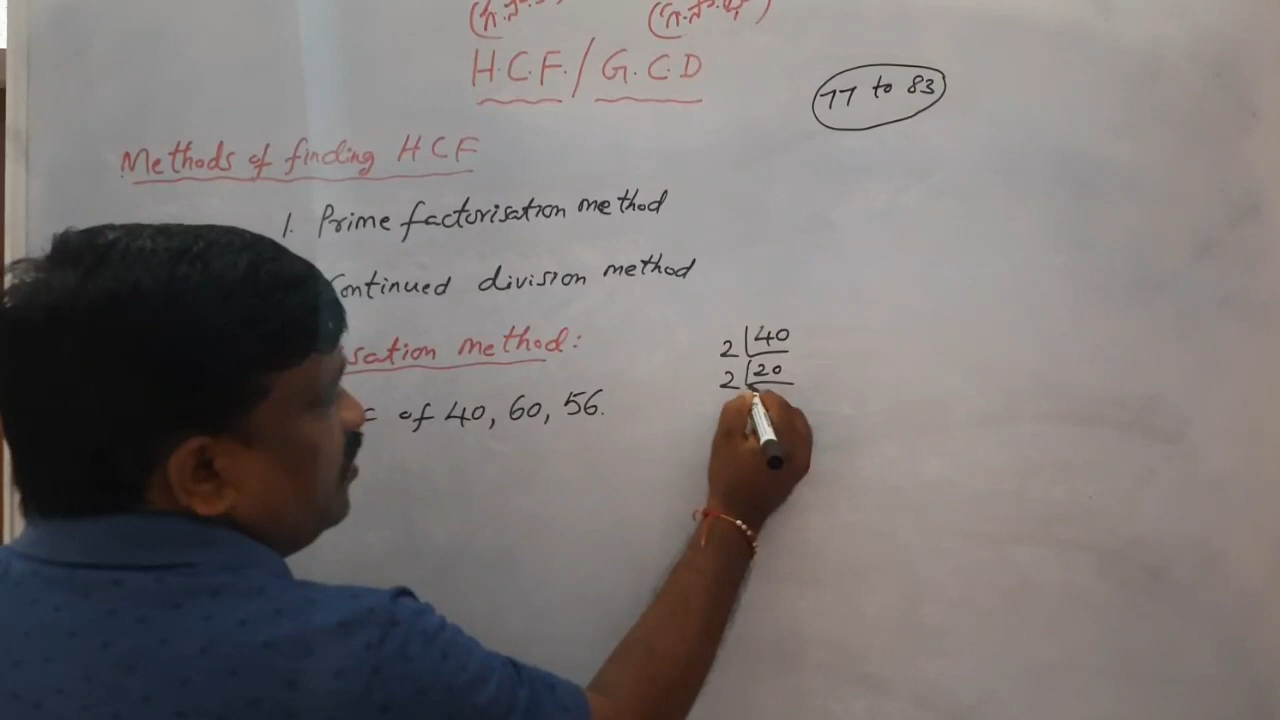 H.C.F. / G.C.D
77 to 83
Methods of finding HCF
1. Prime factorisation method
continued division method
sation method:
of 40, 60, 56.
2 | 40
2 | 20